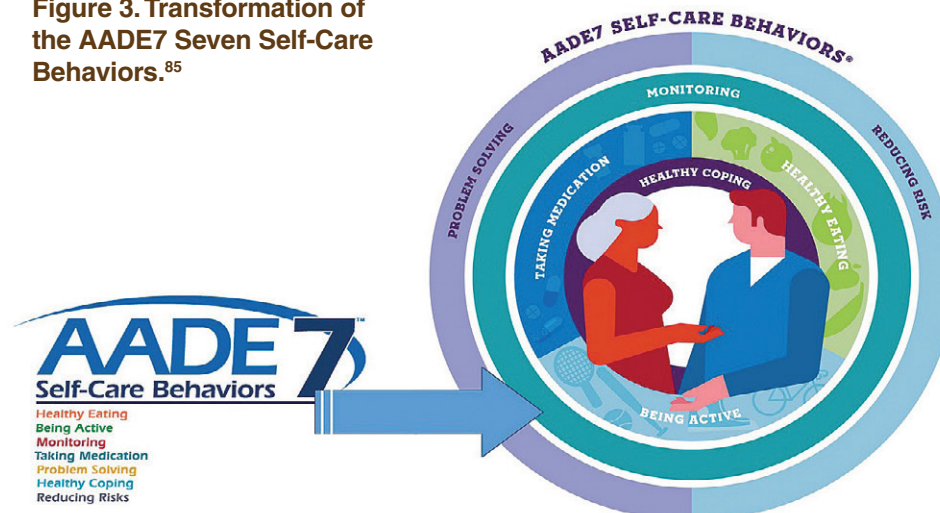 Figure 3. Transformation of
the AADE7 Seven Self-Care
Behaviors.85
AADE7 SELF-CARE BEHAVIORS®
PROBLEM SOLVING
REDUCING RISK
MONITORING
TAKING MEDICATION
HEALTHY COPING
HEALTHY EATING
BEING ACTIVE
AADE7™
Self-Care Behaviors
Healthy Eating
Being Active
Monitoring
Taking Medication
Problem Solving
Healthy Coping
Reducing Risks